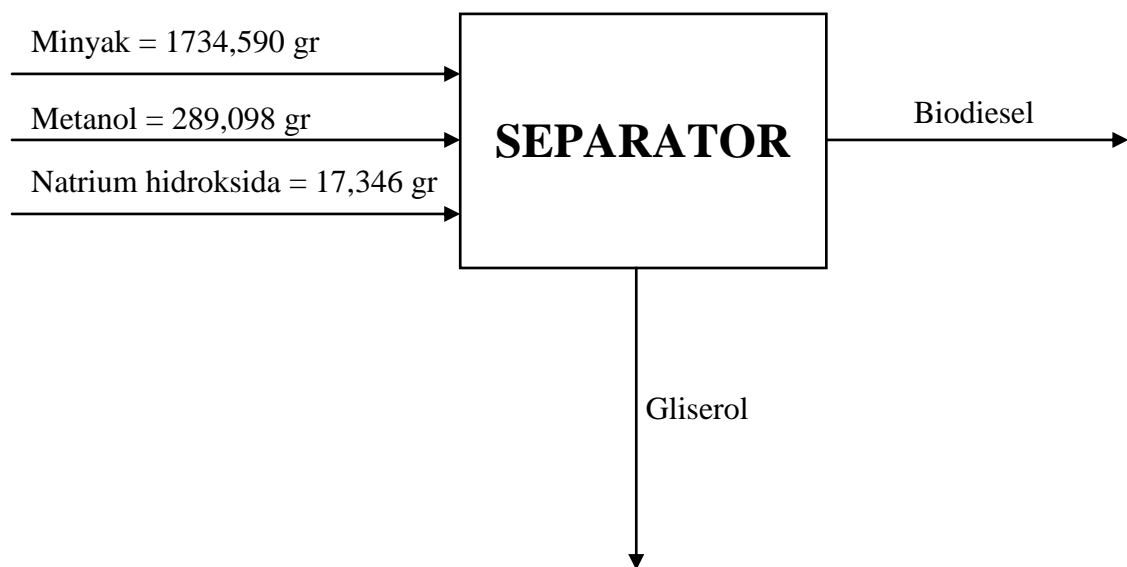 Minyak = 1734,590 gr
Metanol = 289,098 gr
Natrium hidroksida = 17,346 gr
SEPARATOR
Biodiesel
Gliserol